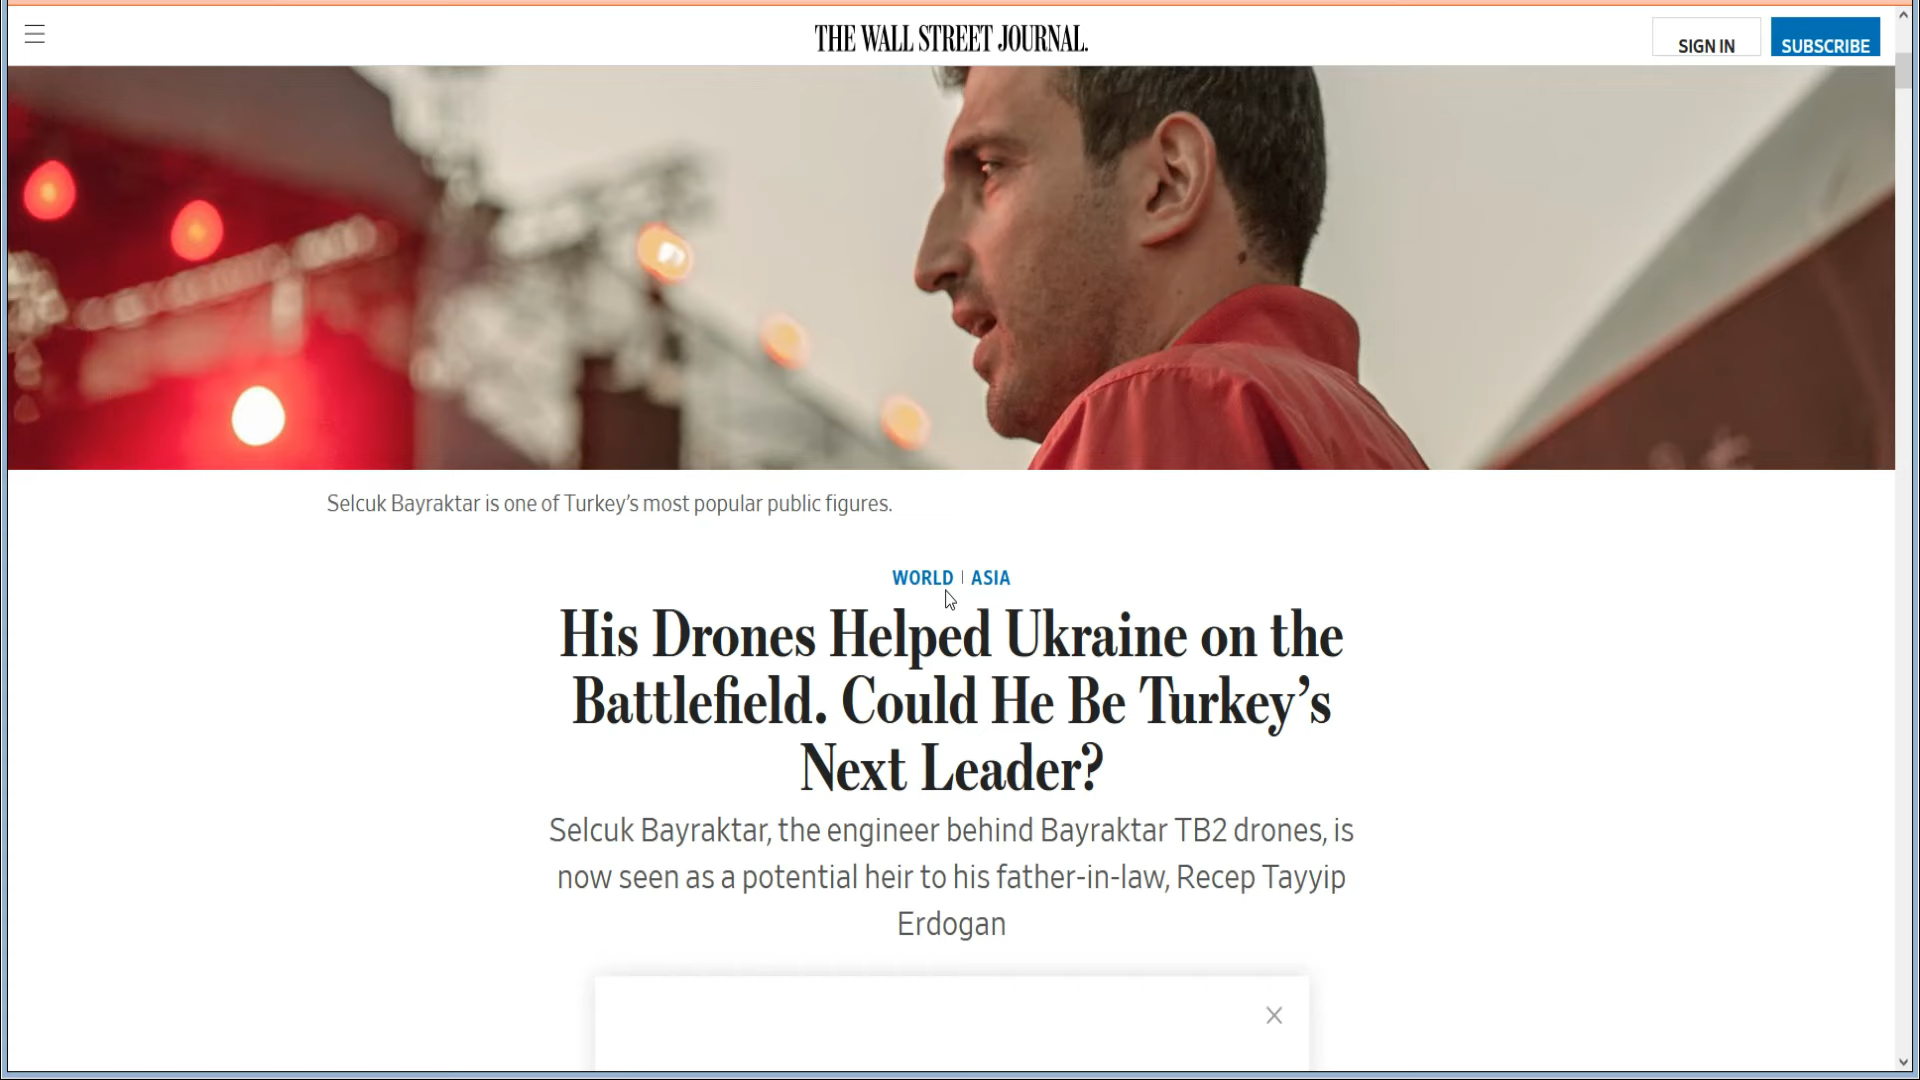 THE WALL STREET JOURNAL.
SIGN IN
SUBSCRIBE
Selcuk Bayraktar is one of Turkey’s most popular public figures.
WORLD | ASIA
His Drones Helped Ukraine on the
Battlefield. Could He Be Turkey’s
Next Leader?
Selcuk Bayraktar, the engineer behind Bayraktar TB2 drones, is
now seen as a potential heir to his father-in-law, Recep Tayyip
Erdogan